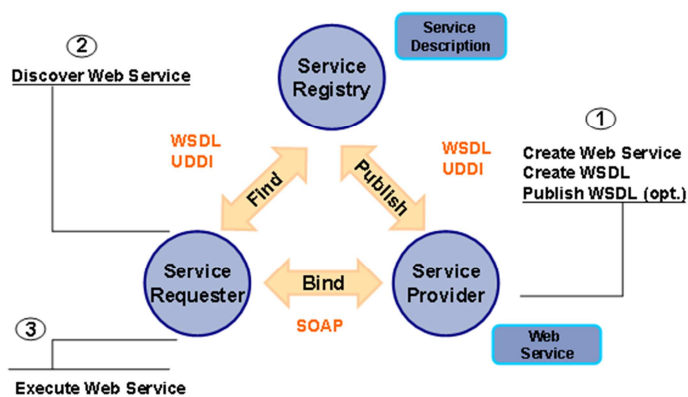 2
Discover Web Service
Service
Registry
Service
Description
1
Create Web Service
Create WSDL
Publish WSDL (opt.)
WSDL
UDDI
WSDL
UDDI
Find
Publish
Service
Requester
Bind
Service
Provider
SOAP
3
Execute Web Service
Web
Service